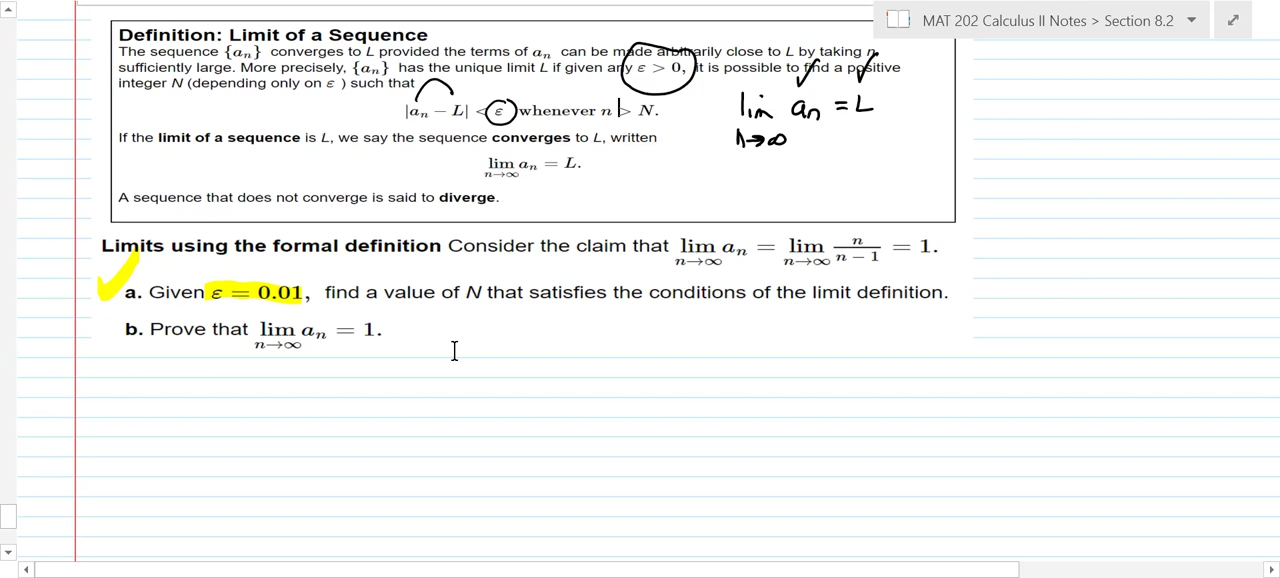 MAT 202 Calculus II Notes > Section 8.2
Definition: Limit of a Sequence
The sequence {aₙ} converges to L provided the terms of aₙ can be made arbitrarily close to L by taking n
sufficiently large. More precisely, {aₙ} has the unique limit L if given any ε > 0, it is possible to find a positive
integer N (depending only on ε) such that
|aₙ − L| < ε whenever n > N.
lim aₙ = L
n→∞
If the limit of a sequence is L, we say the sequence converges to L, written
lim aₙ = L.
n→∞
A sequence that does not converge is said to diverge.
Limits using the formal definition Consider the claim that lim aₙ = lim n/(n − 1) = 1.
n→∞ n→∞
a. Given ε = 0.01, find a value of N that satisfies the conditions of the limit definition.
b. Prove that lim aₙ = 1.
n→∞